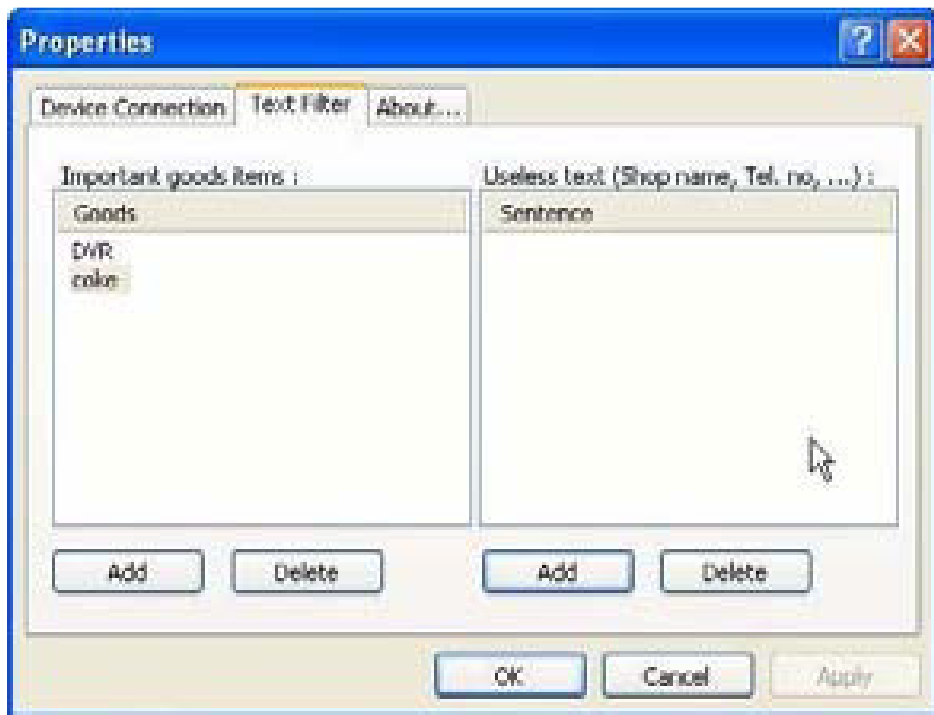 Properties
Device Connection Text Filter About...
Important goods items : Useless text (Shop name, Tel. no, ...) :
Goods Sentence
DVR
coke
Add Delete Add Delete
OK Cancel Apply